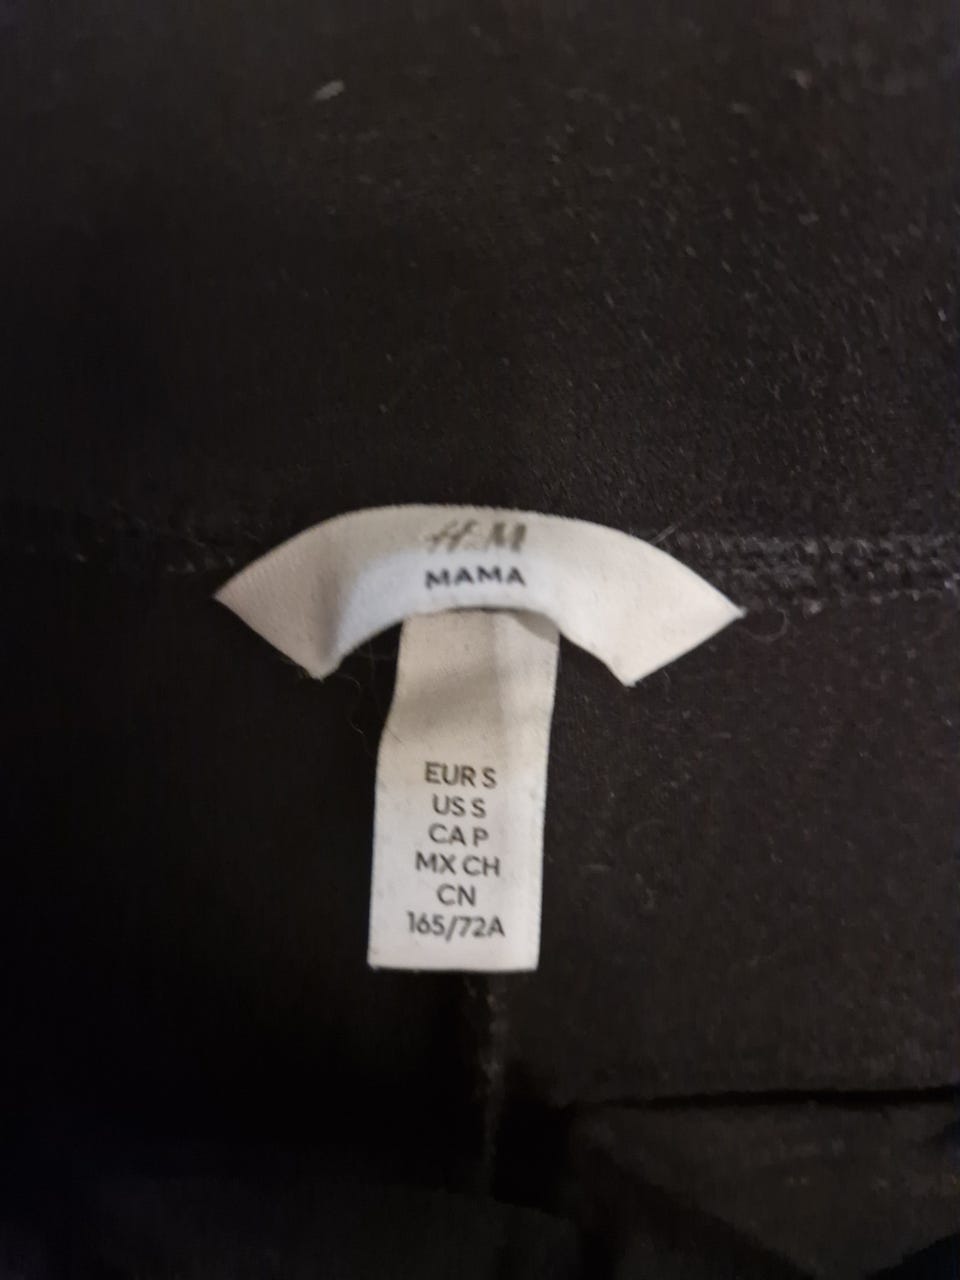 H&M
MAMA
EUR S
US S
CA P
MX CH
CN
165/72A